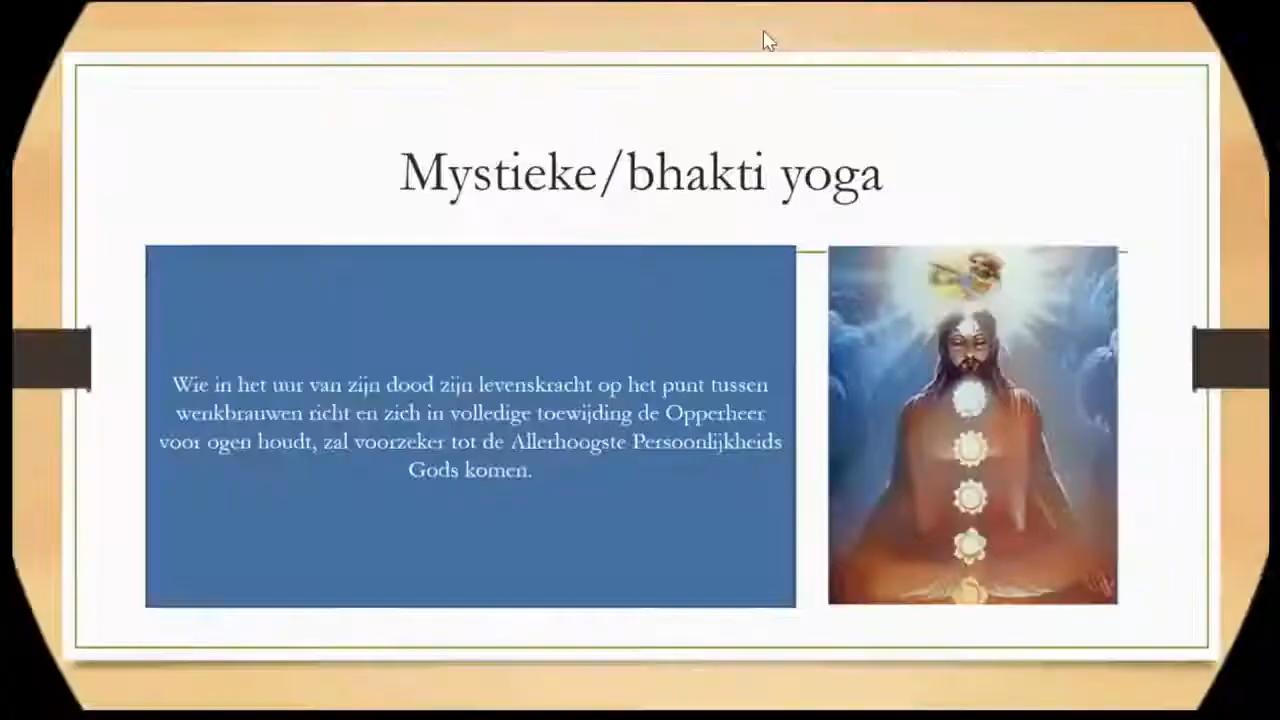 Mystieke/bhakti yoga
Wie in het uur van zijn dood zijn levenskracht op het punt tussen
wenkbrauwen richt en zich in volledige toewijding de Opperheer
voor ogen houdt, zal voorzeker tot de Allerhoogste Persoonlijkheids
Gods komen.